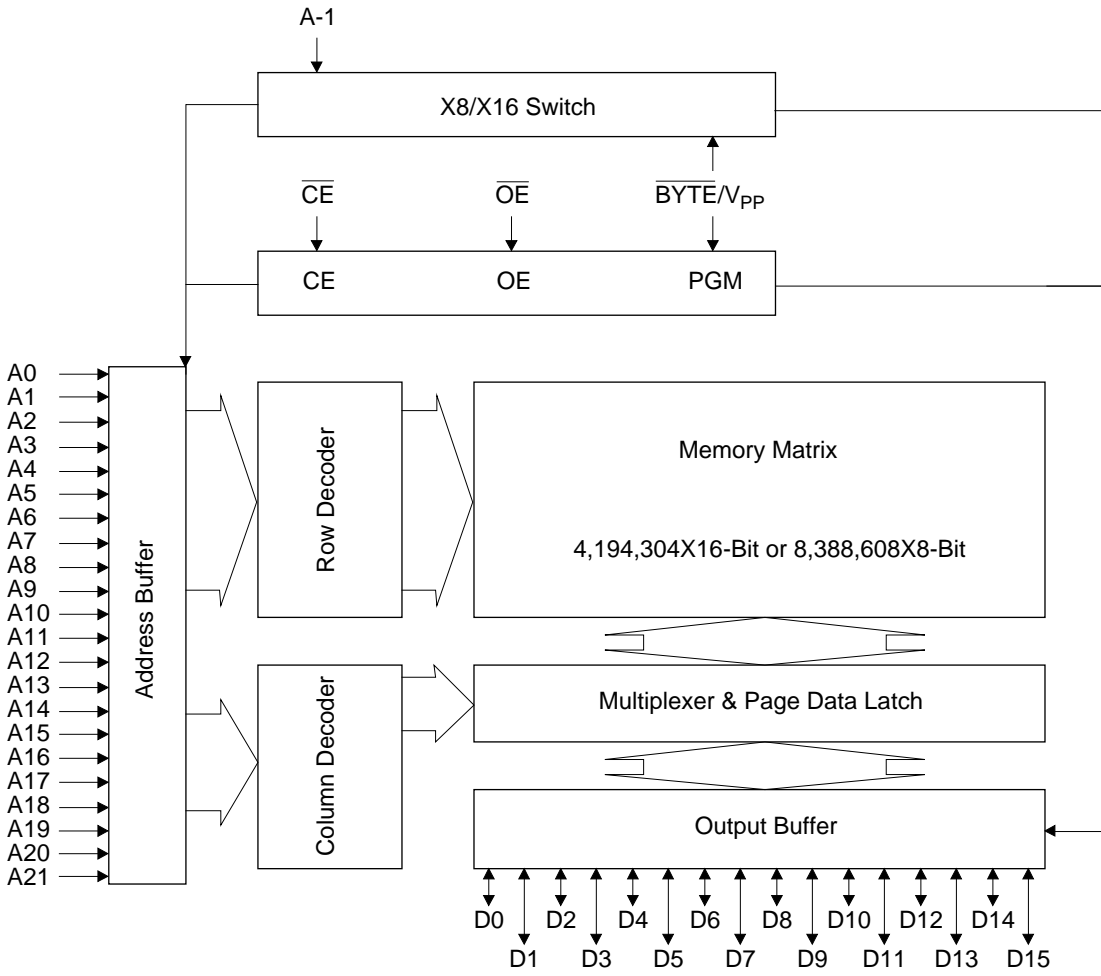 A-1
X8/X16 Switch
CE OE BYTE/VPP
CE OE PGM
A0
A1
A2
A3
A4
A5
A6
A7
A8
A9
A10
A11
A12
A13
A14
A15
A16
A17
A18
A19
A20
A21
Address Buffer
Row Decoder
Column Decoder
Memory Matrix
4,194,304X16-Bit or 8,388,608X8-Bit
Multiplexer & Page Data Latch
Output Buffer
D0 D2 D4 D6 D8 D10 D12 D14
D1 D3 D5 D7 D9 D11 D13 D15